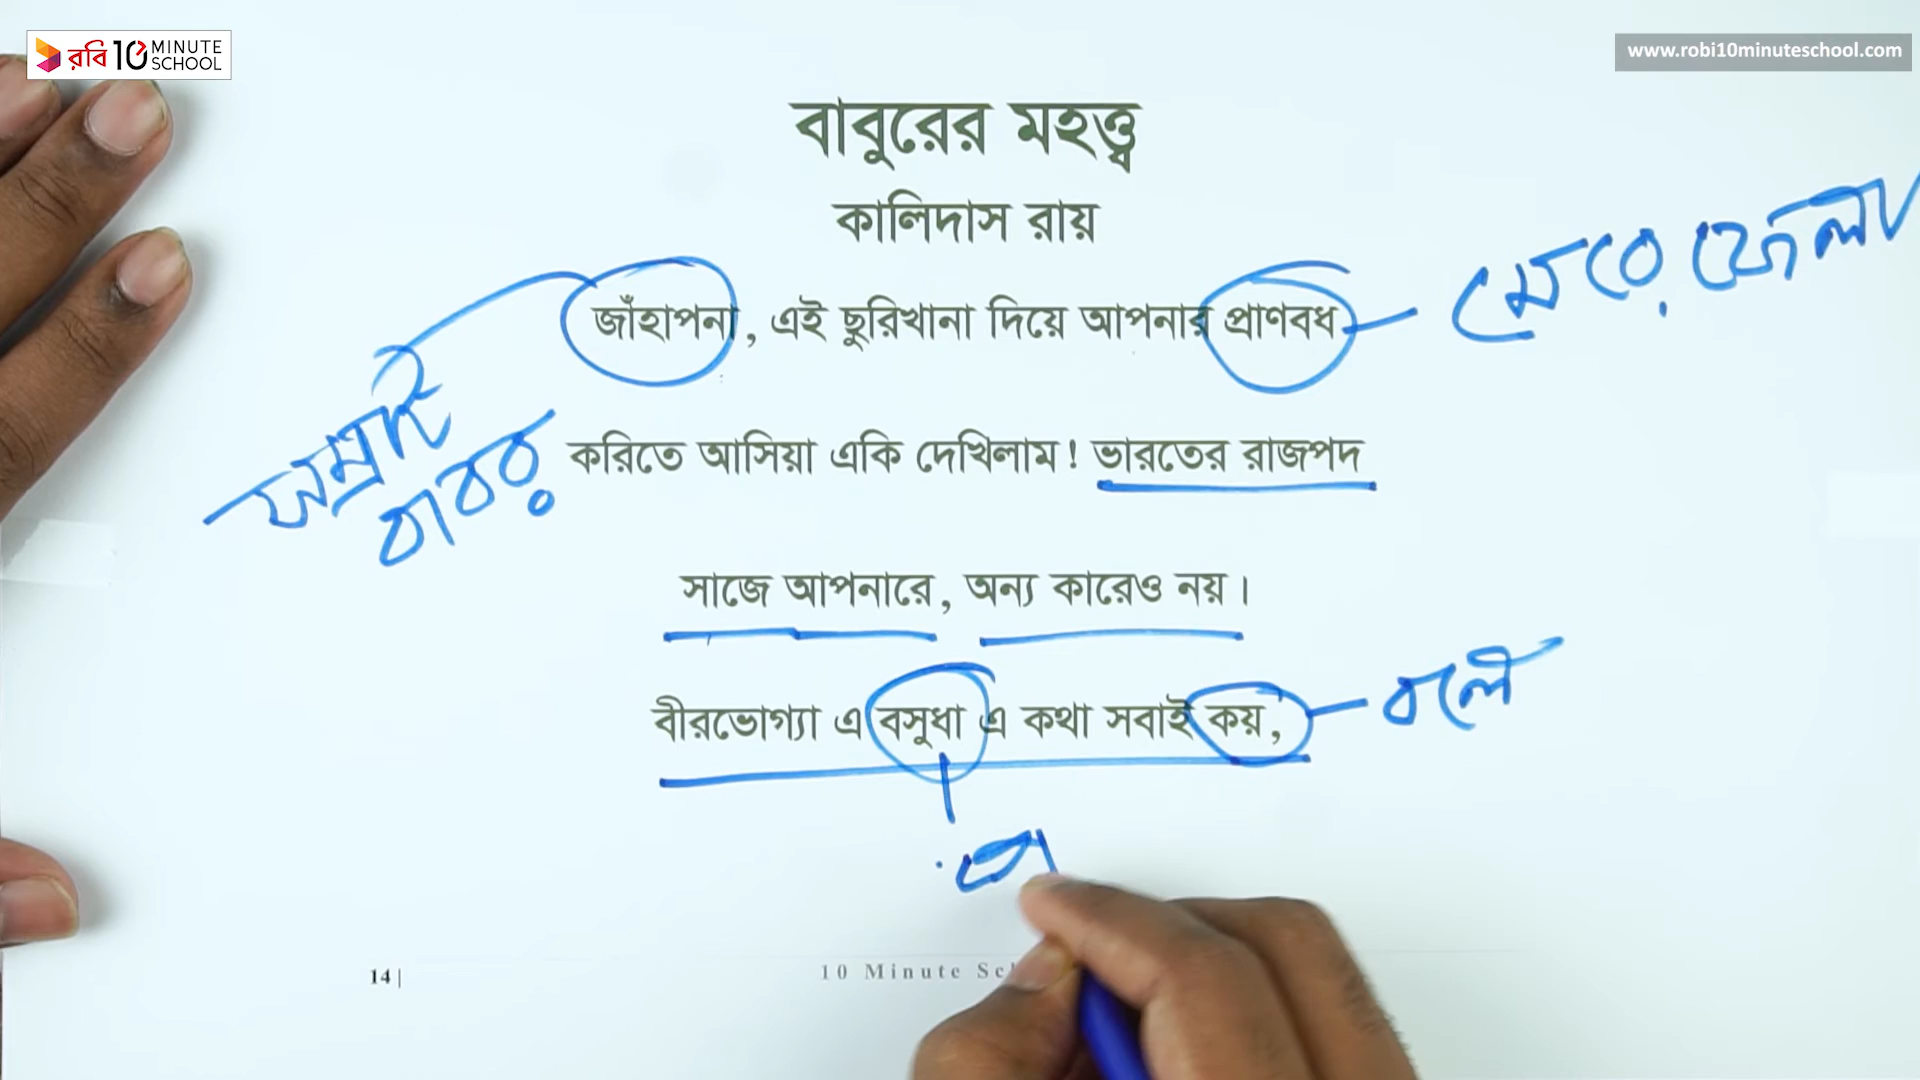 রবি 10 MINUTE SCHOOL
www.robi10minuteschool.com
বাবুরের মহত্ত্ব
কালিদাস রায়
জাঁহাপনা, এই ছুরিখানা দিয়ে আপনার প্রাণবধ
মেরে ফেলা
সম্রাট
বাবর
করিতে আসিয়া একি দেখিলাম! ভারতের রাজপদ
সাজে আপনারে, অন্য কারেও নয়।
বীরভোগ্যা এ বসুধা এ কথা সবাই কয়,
বলে
14 |
10 Minute